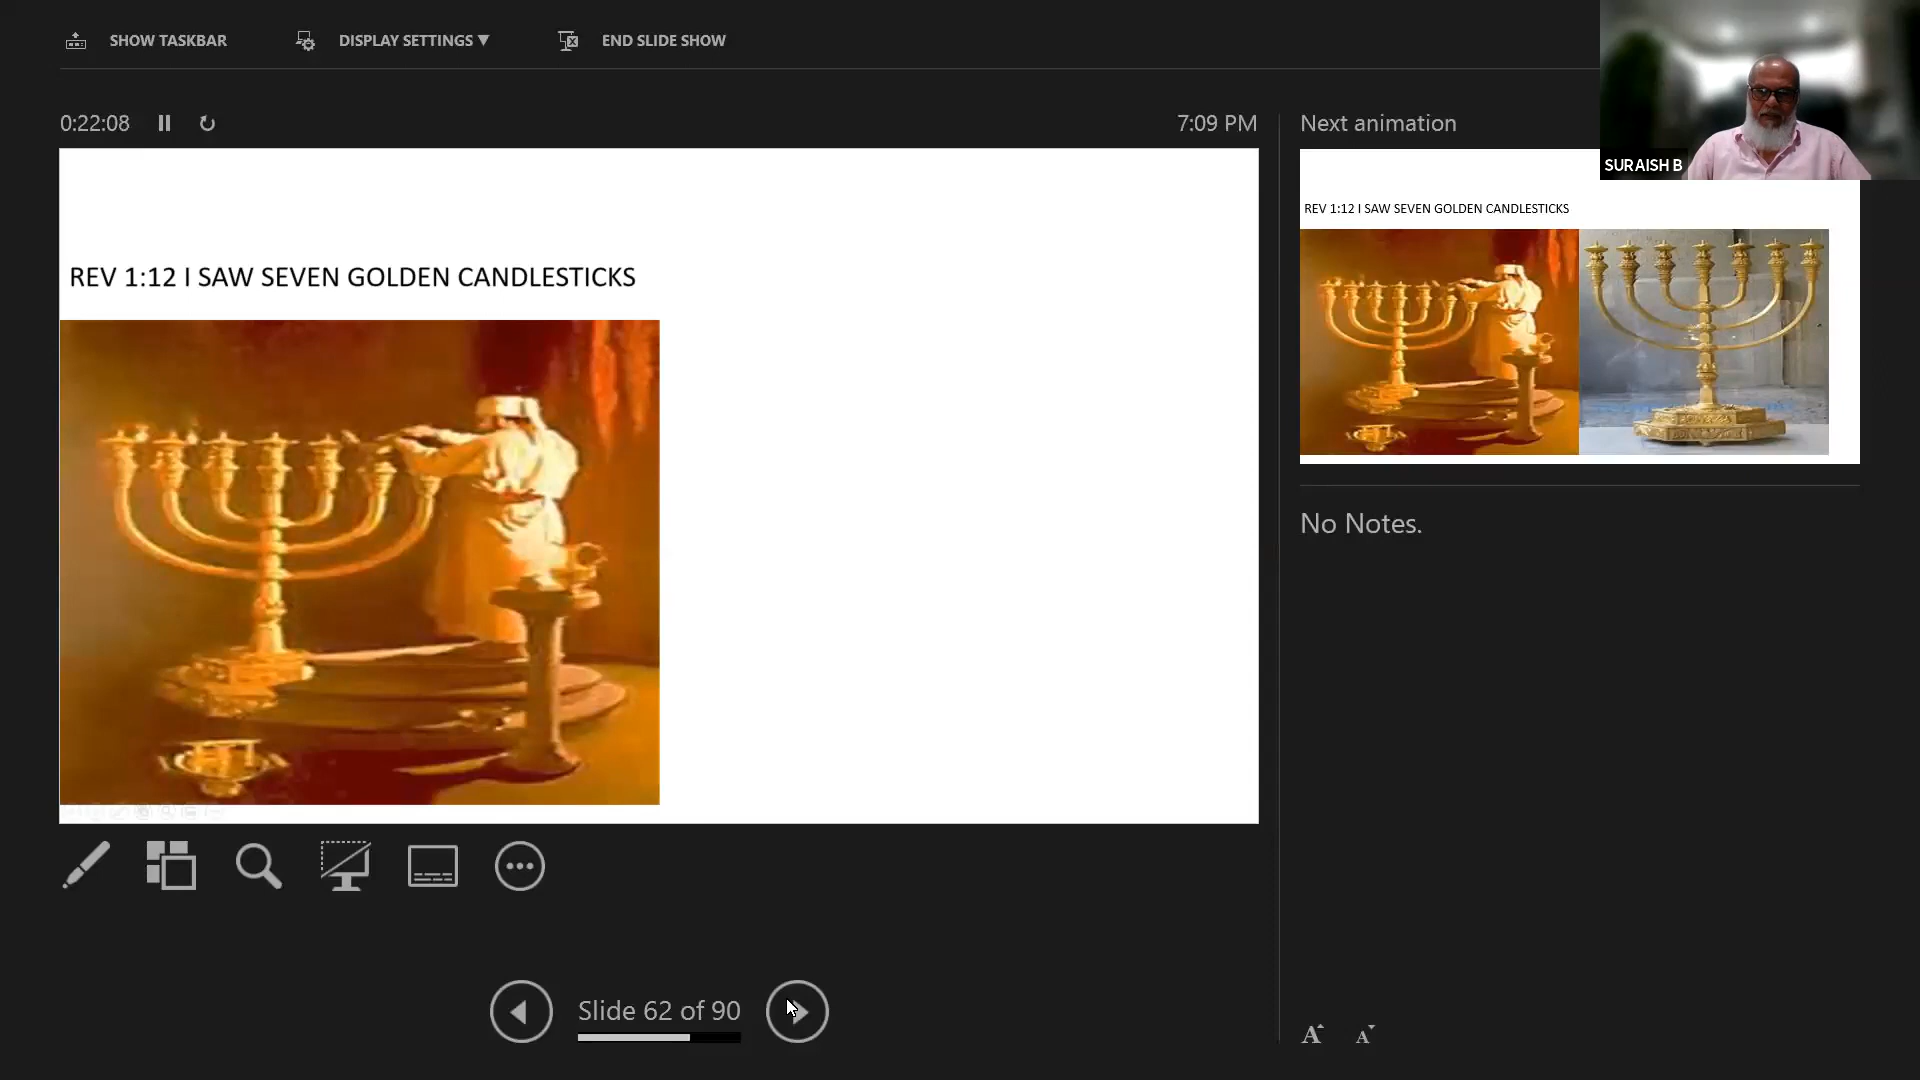 SHOW TASKBAR
DISPLAY SETTINGS ▼
END SLIDE SHOW
0:22:08
7:09 PM
Next animation
SURAISH B
REV 1:12 I SAW SEVEN GOLDEN CANDLESTICKS
REV 1:12 I SAW SEVEN GOLDEN CANDLESTICKS
No Notes.
Slide 62 of 90
A A